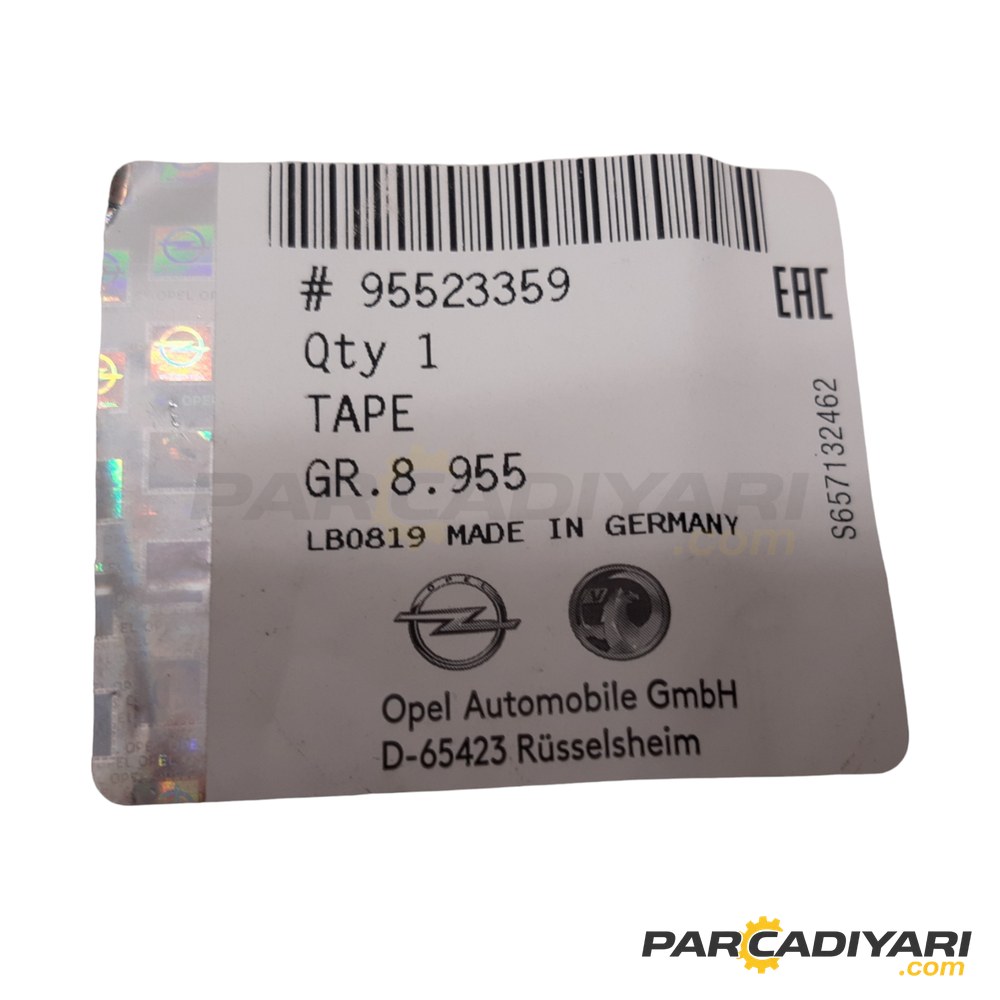 # 95523359
EAC
Qty 1
TAPE
GR.8.955
LB0819 MADE IN GERMANY
S657132462
OPEL
Opel Automobile GmbH
D-65423 Rüsselsheim
PARCADIYARI
.com
PARCADIYARI
.com